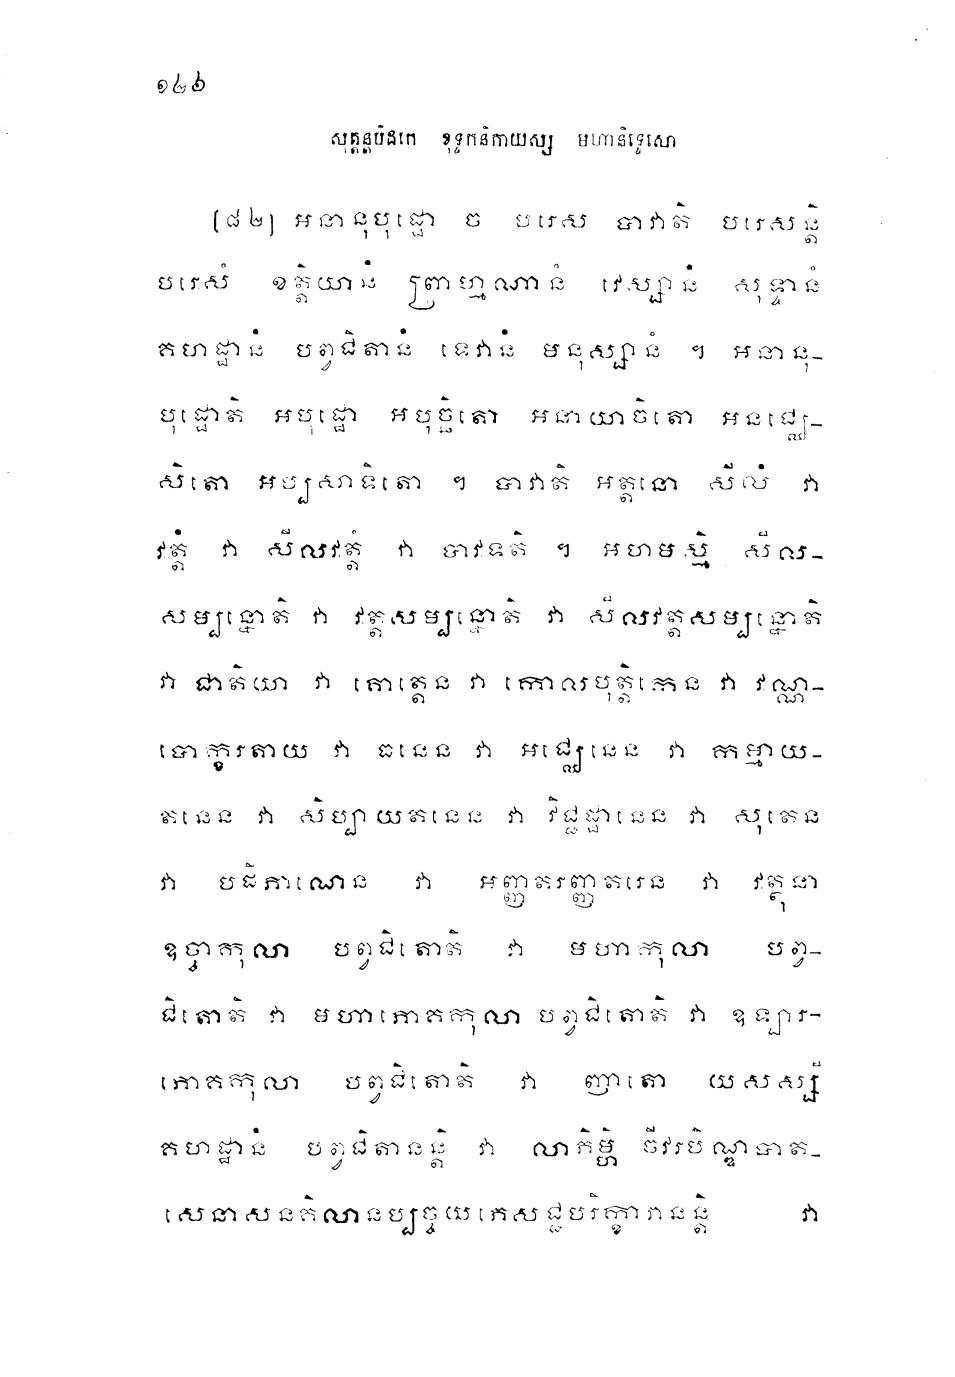 ១៤៦
សុត្តន្តបិដកេ ខុទ្ទកនិកាយស្ស មហានិទ្ទេសោ
[៨២] អនានុបុដ្ឋោ ច បរេស បាវាតិ បរេសន្តិ
បរេសំ ខត្តិយានំ ព្រាហ្មណានំ វេស្សានំ សុទ្ទានំ
គហដ្ឋានំ បព្វជិតានំ ទេវានំ មនុស្សានំ ។ អនានុ-
បុដ្ឋោតិ អបុដ្ឋោ អបុច្ឆិតោ អនាយាចិតោ អនជ្ឈេ-
សិតោ អប្បសាទិតោ ។ បាវាតិ អត្តនោ សីលំ វា
វត្តំ វា សីលវត្តំ វា បាវទតិ ។ អហមស្មិ សីល-
សម្បន្នោតិ វា វត្តសម្បន្នោតិ វា សីលវត្តសម្បន្នោតិ
វា ជាតិយា វា គោត្តេន វា កោលបុត្តិកេន វា វណ្ណ-
បោក្ខរតាយ វា ធនេន វា អជ្ឈេនេន វា កម្មាយ-
តនេន វា សិប្បាយតនេន វា វិជ្ជដ្ឋានេន វា សុតេន
វា បដិភាណេន វា អញ្ញតរញ្ញតរេន វា វត្ថុនា
ឧច្ចាកុលា បព្វជិតោតិ វា មហាកុលា បព្វ-
ជិតោតិ វា មហាភោគកុលា បព្វជិតោតិ វា ឧឡារ-
ភោគកុលា បព្វជិតោតិ វា ញាតោ យសស្សី
គហដ្ឋានំ បព្វជិតានន្តិ វា លាភិម្ហិ ចីវរបិណ្ឌបាត-
សេនាសនគិលានប្បច្ចយភេសជ្ជបរិក្ខារានន្តិ វា